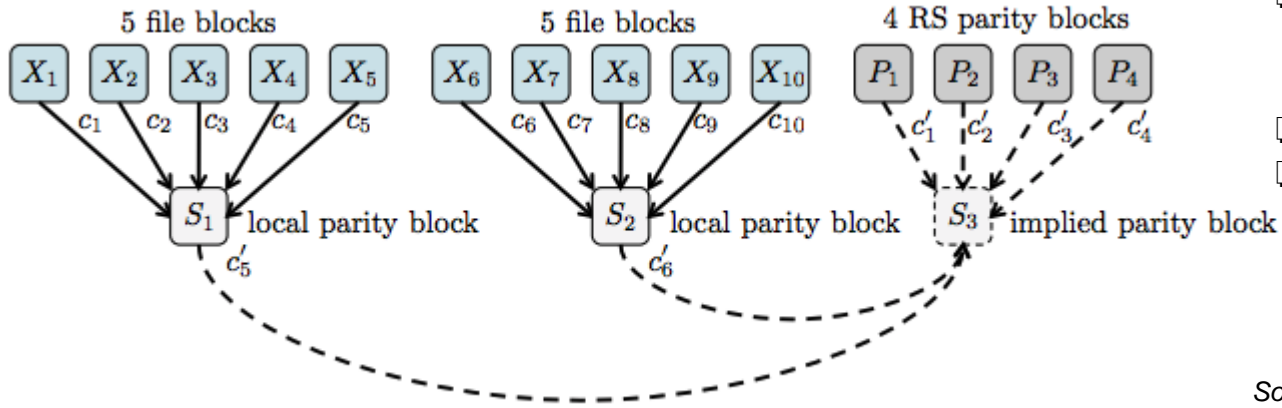 5 file blocks 5 file blocks 4 RS parity blocks
X₁ X₂ X₃ X₄ X₅ X₆ X₇ X₈ X₉ X₁₀ P₁ P₂ P₃ P₄
c₁ c₂ c₃ c₄ c₅ c₆ c₇ c₈ c₉ c₁₀ c′₁ c′₂ c′₃ c′₄
S₁ local parity block S₂ local parity block S₃ implied parity block
c′₅ c′₆